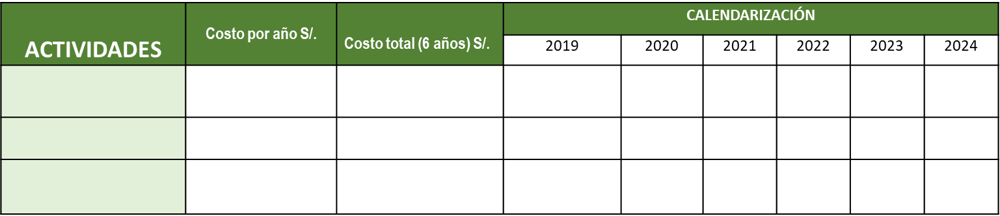 ACTIVIDADES
Costo por año S/.
Costo total (6 años) S/.
CALENDARIZACIÓN
2019
2020
2021
2022
2023
2024